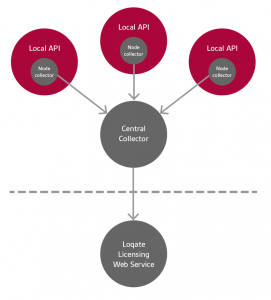 Local API
Node
collector
Local API
Node
collector
Local API
Node
collector
Central
Collector
Loqate
Licensing
Web Service